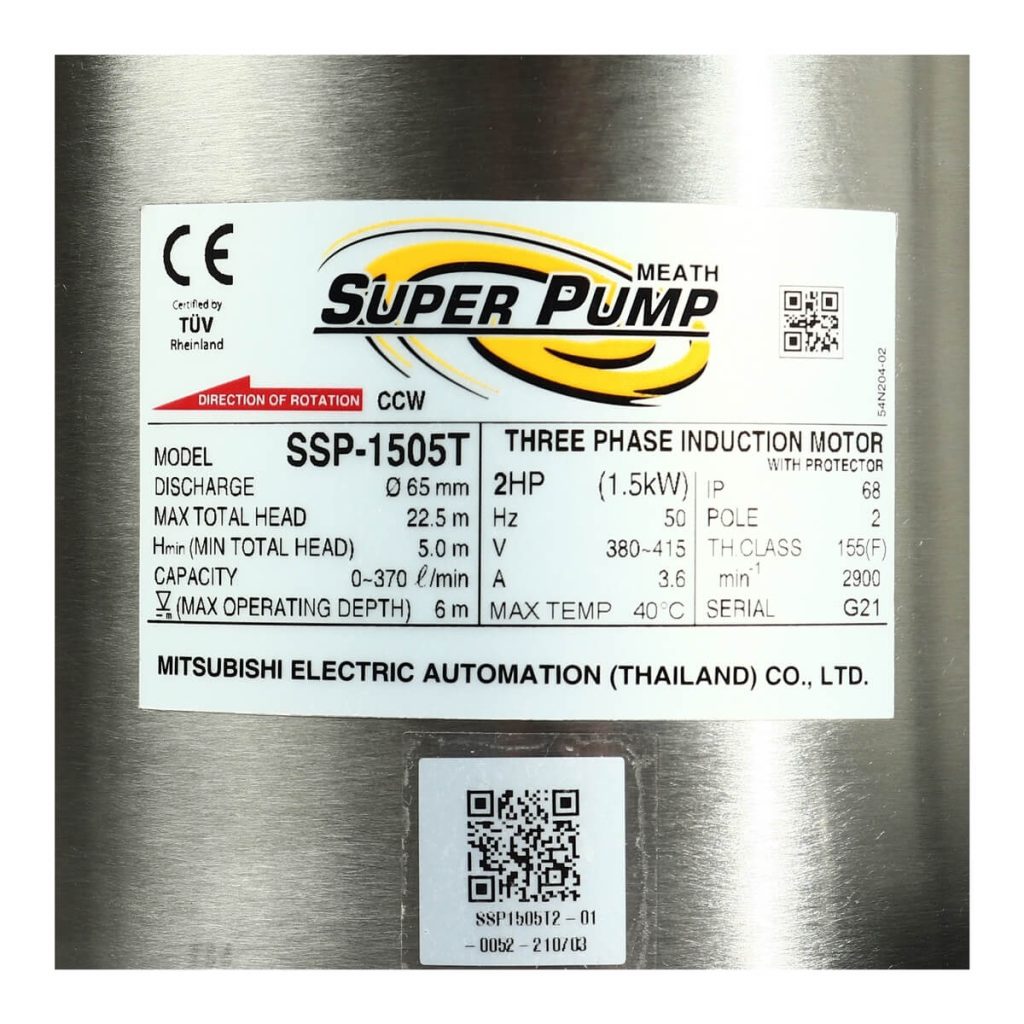 CE
Certified by
TÜV
Rheinland
MEATH
SUPER PUMP
54N204-02
DIRECTION OF ROTATION CCW
MODEL SSP-1505T
DISCHARGE Ø 65 mm
MAX TOTAL HEAD 22.5 m
Hmin (MIN TOTAL HEAD) 5.0 m
CAPACITY 0~370 ℓ/min
(MAX OPERATING DEPTH) 6 m
THREE PHASE INDUCTION MOTOR
WITH PROTECTOR
2HP (1.5kW) IP 68
Hz 50 POLE 2
V 380~415 TH.CLASS 155(F)
A 3.6 min⁻¹ 2900
MAX TEMP 40°C SERIAL G21
MITSUBISHI ELECTRIC AUTOMATION (THAILAND) CO., LTD.
SSP1505T2-01
-0052-210703